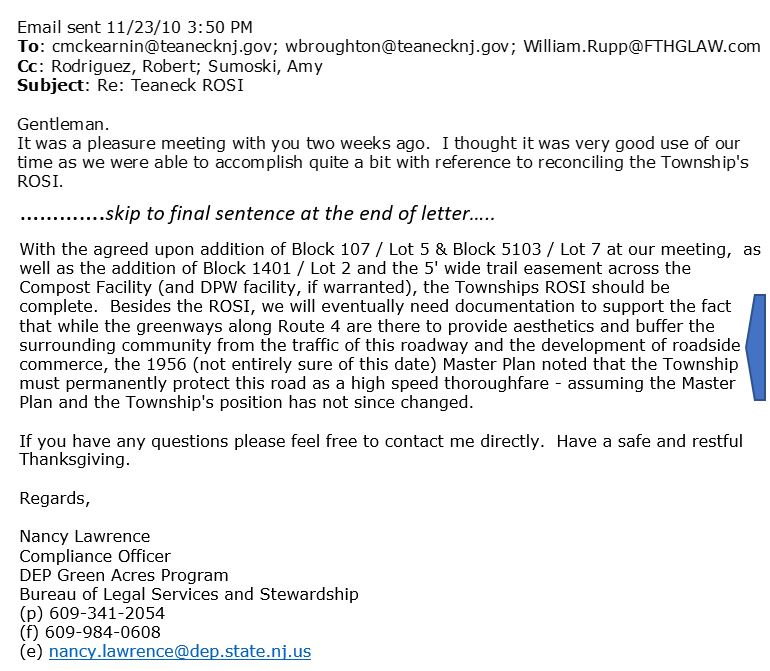 Email sent 11/23/10 3:50 PM
To: cmckearnin@teanecknj.gov; wbroughton@teanecknj.gov; William.Rupp@FTHGLAW.com
Cc: Rodriguez, Robert; Sumoski, Amy
Subject: Re: Teaneck ROSI
Gentleman.
It was a pleasure meeting with you two weeks ago.  I thought it was very good use of our
time as we were able to accomplish quite a bit with reference to reconciling the Township's
ROSI.
.............skip to final sentence at the end of letter.....
With the agreed upon addition of Block 107 / Lot 5 & Block 5103 / Lot 7 at our meeting,  as
well as the addition of Block 1401 / Lot 2 and the 5' wide trail easement across the
Compost Facility (and DPW facility, if warranted), the Townships ROSI should be
complete.  Besides the ROSI, we will eventually need documentation to support the fact
that while the greenways along Route 4 are there to provide aesthetics and buffer the
surrounding community from the traffic of this roadway and the development of roadside
commerce, the 1956 (not entirely sure of this date) Master Plan noted that the Township
must permanently protect this road as a high speed thoroughfare - assuming the Master
Plan and the Township's position has not since changed.
If you have any questions please feel free to contact me directly.  Have a safe and restful
Thanksgiving.
Regards,
Nancy Lawrence
Compliance Officer
DEP Green Acres Program
Bureau of Legal Services and Stewardship
(p) 609-341-2054
(f) 609-984-0608
(e) nancy.lawrence@dep.state.nj.us